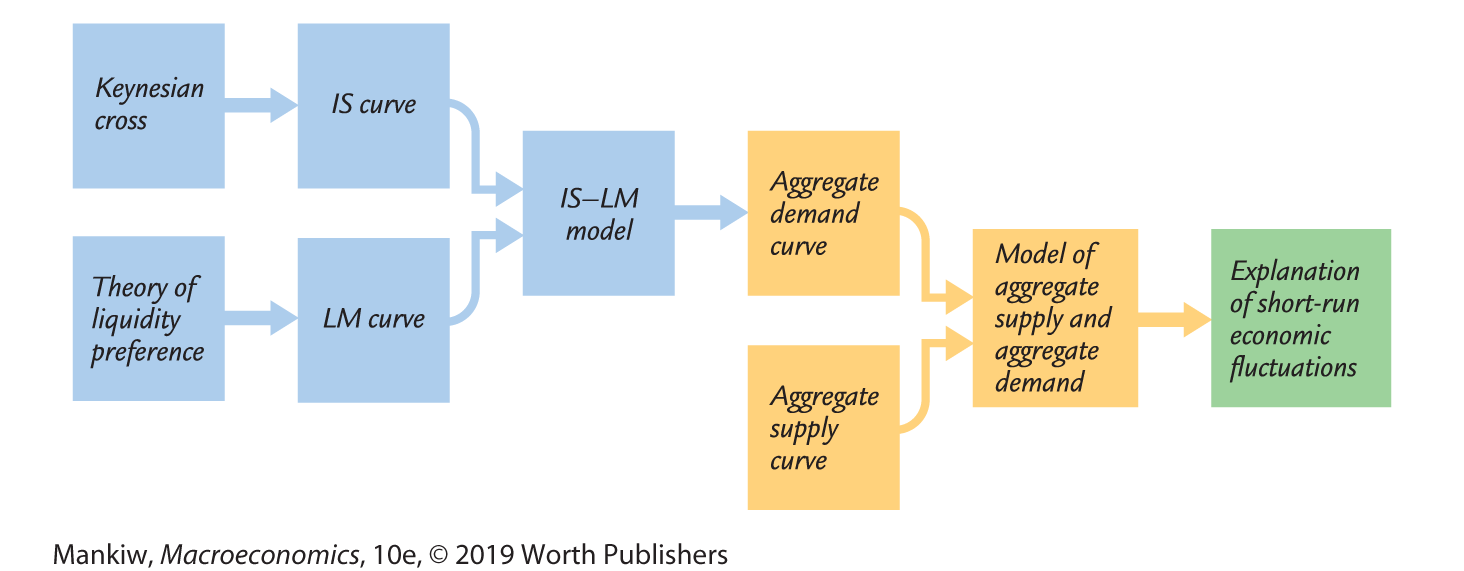 Keynesian
cross
IS curve
Theory of
liquidity
preference
LM curve
IS–LM
model
Aggregate
demand
curve
Aggregate
supply
curve
Model of
aggregate
supply and
aggregate
demand
Explanation
of short-run
economic
fluctuations
Mankiw, Macroeconomics, 10e, © 2019 Worth Publishers